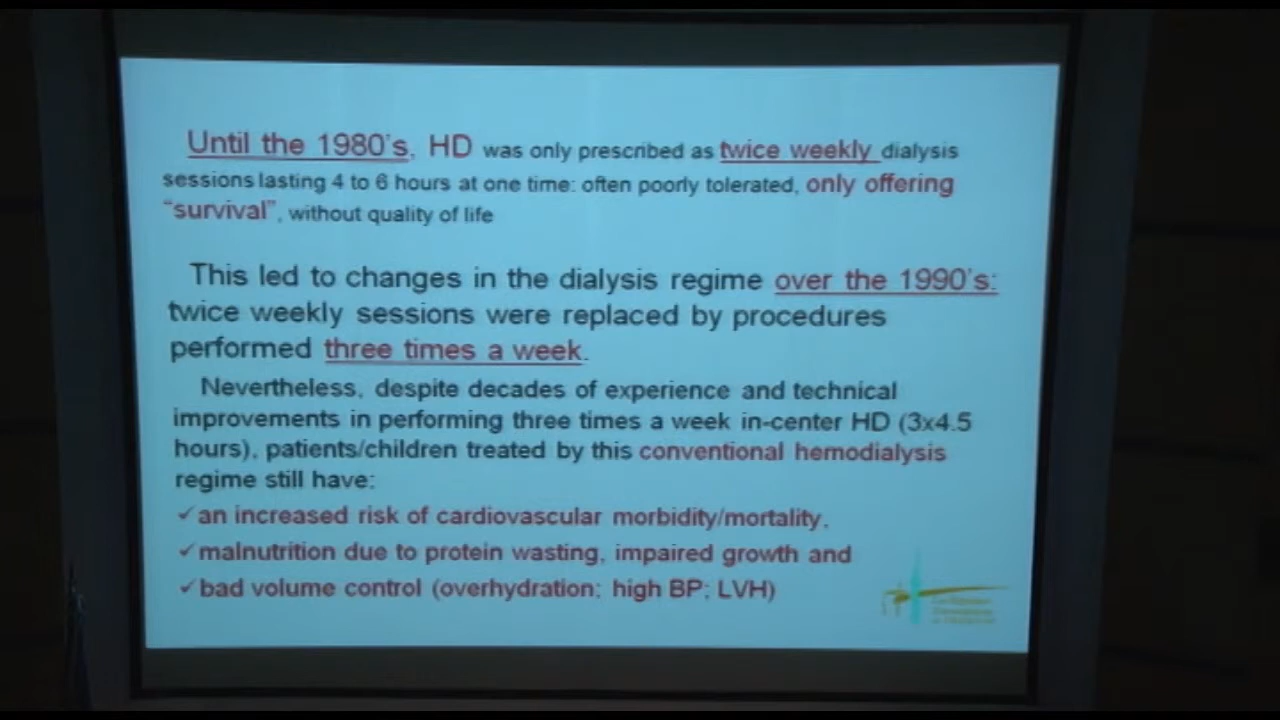 Until the 1980's, HD was only prescribed as twice weekly dialysis
sessions lasting 4 to 6 hours at one time: often poorly tolerated, only offering
"survival", without quality of life
This led to changes in the dialysis regime over the 1990's:
twice weekly sessions were replaced by procedures
performed three times a week.
Nevertheless, despite decades of experience and technical
improvements in performing three times a week in-center HD (3x4.5
hours), patients/children treated by this conventional hemodialysis
regime still have:
✓an increased risk of cardiovascular morbidity/mortality,
✓malnutrition due to protein wasting, impaired growth and
✓bad volume control (overhydration; high BP; LVH)